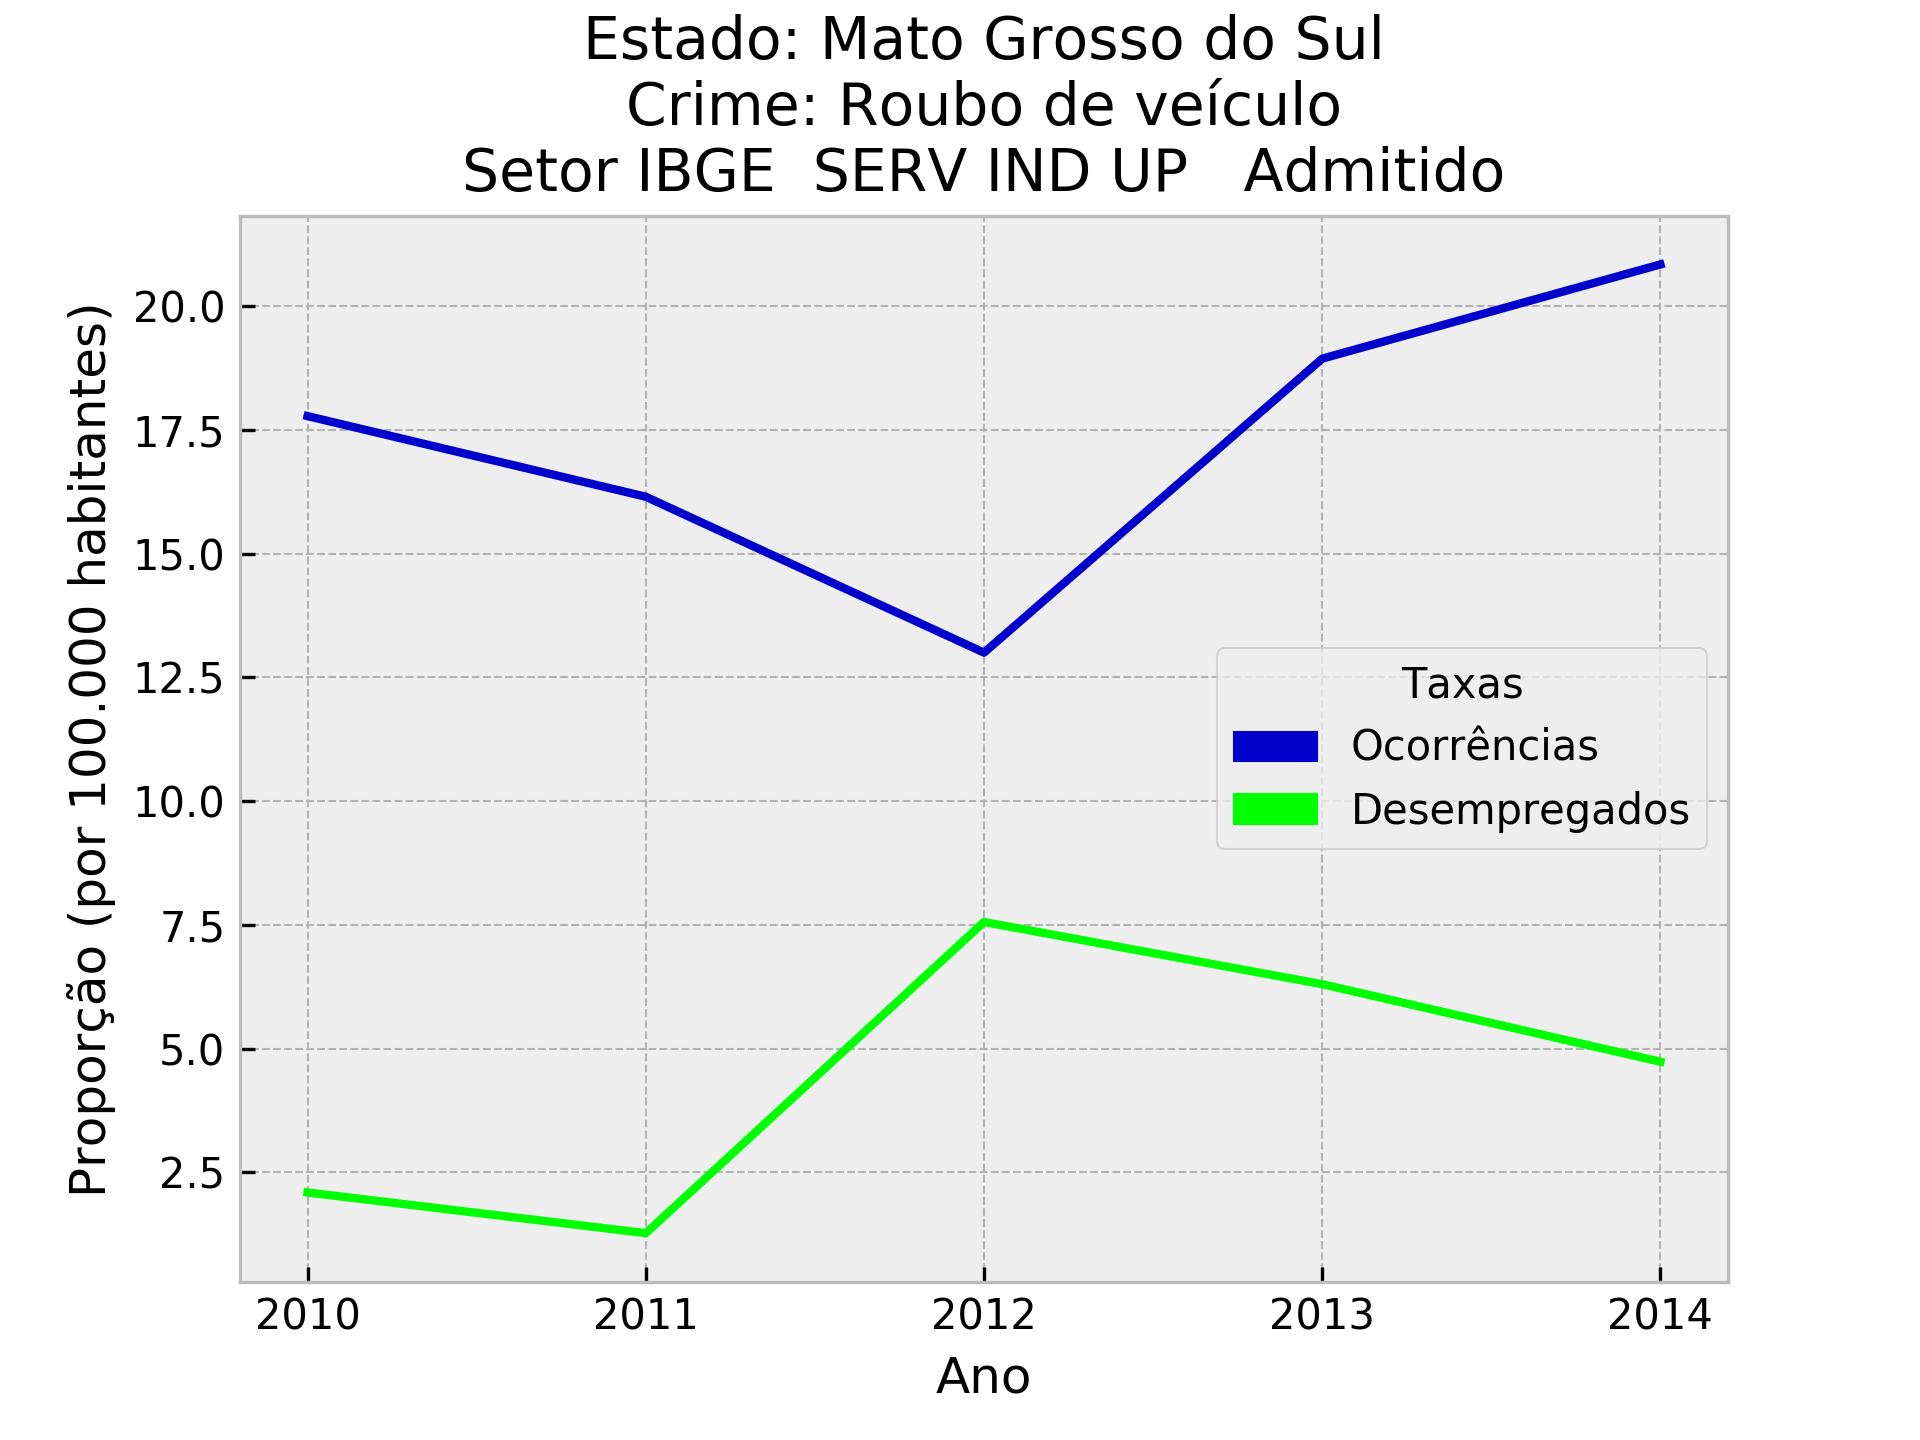 Estado: Mato Grosso do Sul
Crime: Roubo de veículo
Setor IBGE  SERV IND UP   Admitido
Proporção (por 100.000 habitantes)
20.0
17.5
15.0
12.5
10.0
7.5
5.0
2.5
Taxas
Ocorrências
Desempregados
2010 2011 2012 2013 2014
Ano